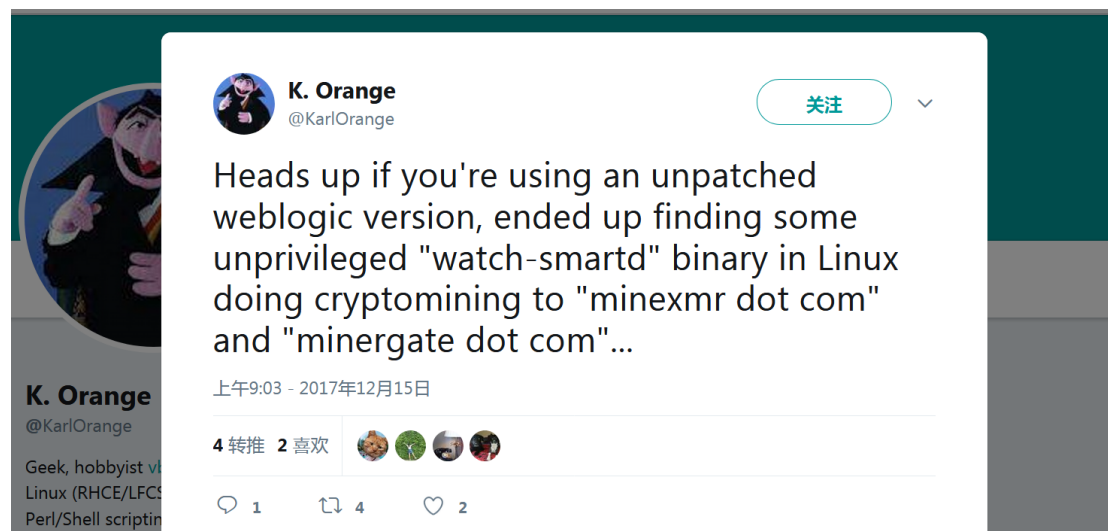 K. Orange
@KarlOrange
关注
Heads up if you're using an unpatched
weblogic version, ended up finding some
unprivileged "watch-smartd" binary in Linux
doing cryptomining to "minexmr dot com"
and "minergate dot com"...
上午9:03 - 2017年12月15日
4 转推 2 喜欢
1 4 2
K. Orange
@KarlOrange
Geek, hobbyist
Linux (RHCE/LFCS
Perl/Shell